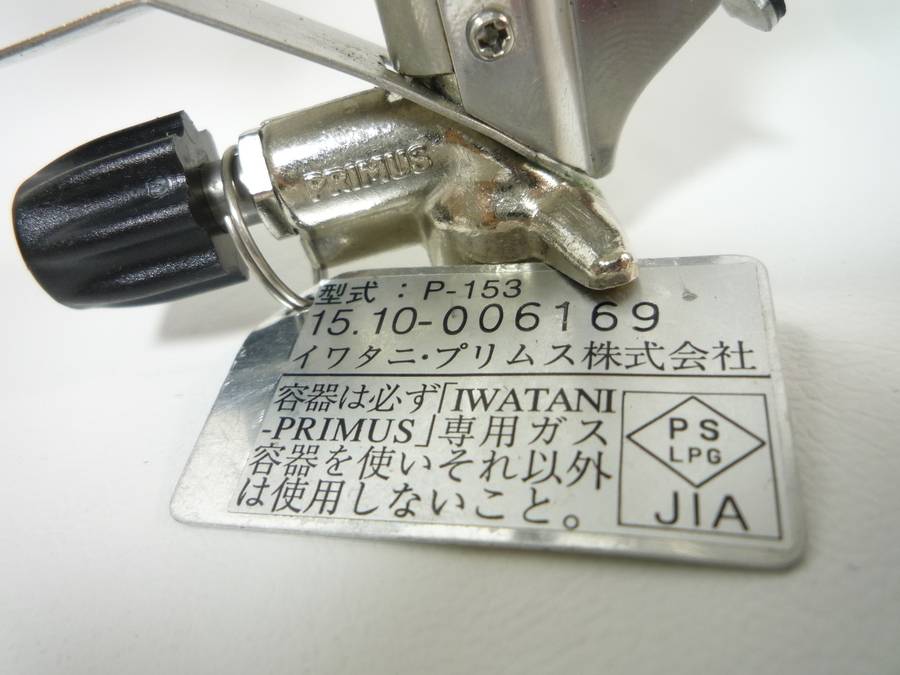 PRIMUS
型式：P-153
15.10-006169
イワタニ・プリムス株式会社
容器は必ず「IWATANI
-PRIMUS」専用ガス
容器を使いそれ以外
は使用しないこと。
PS
LPG
JIA